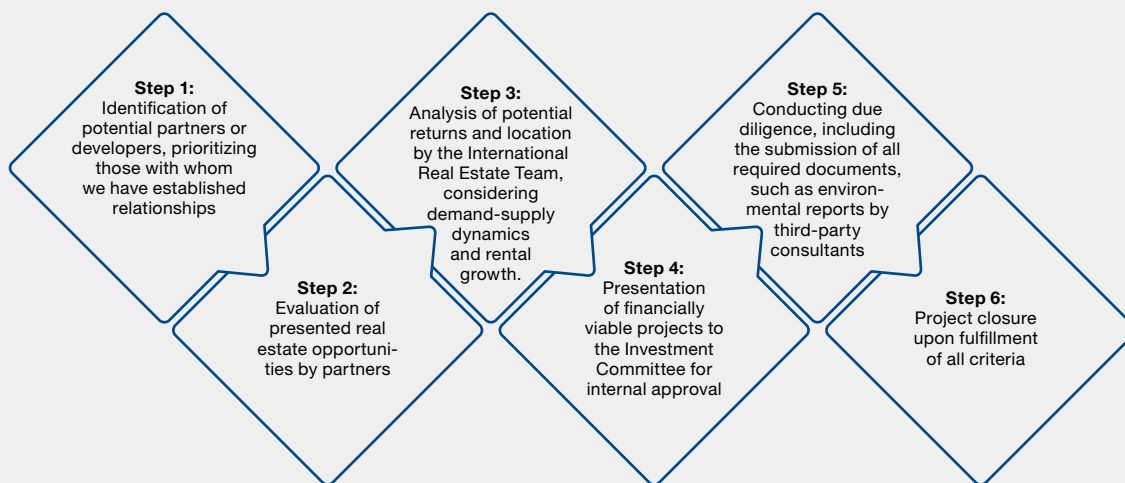 Step 1:
Identification of
potential partners or
developers, prioritizing
those with whom
we have established
relationships
Step 2:
Evaluation of
presented real
estate opportuni-
ties by partners
Step 3:
Analysis of potential
returns and location
by the International
Real Estate Team,
considering
demand-supply
dynamics
and rental
growth.
Step 4:
Presentation
of financially
viable projects to
the Investment
Committee for
internal approval
Step 5:
Conducting due
diligence, including
the submission of all
required documents,
such as environ-
mental reports by
third-party
consultants
Step 6:
Project closure
upon fulfillment
of all criteria